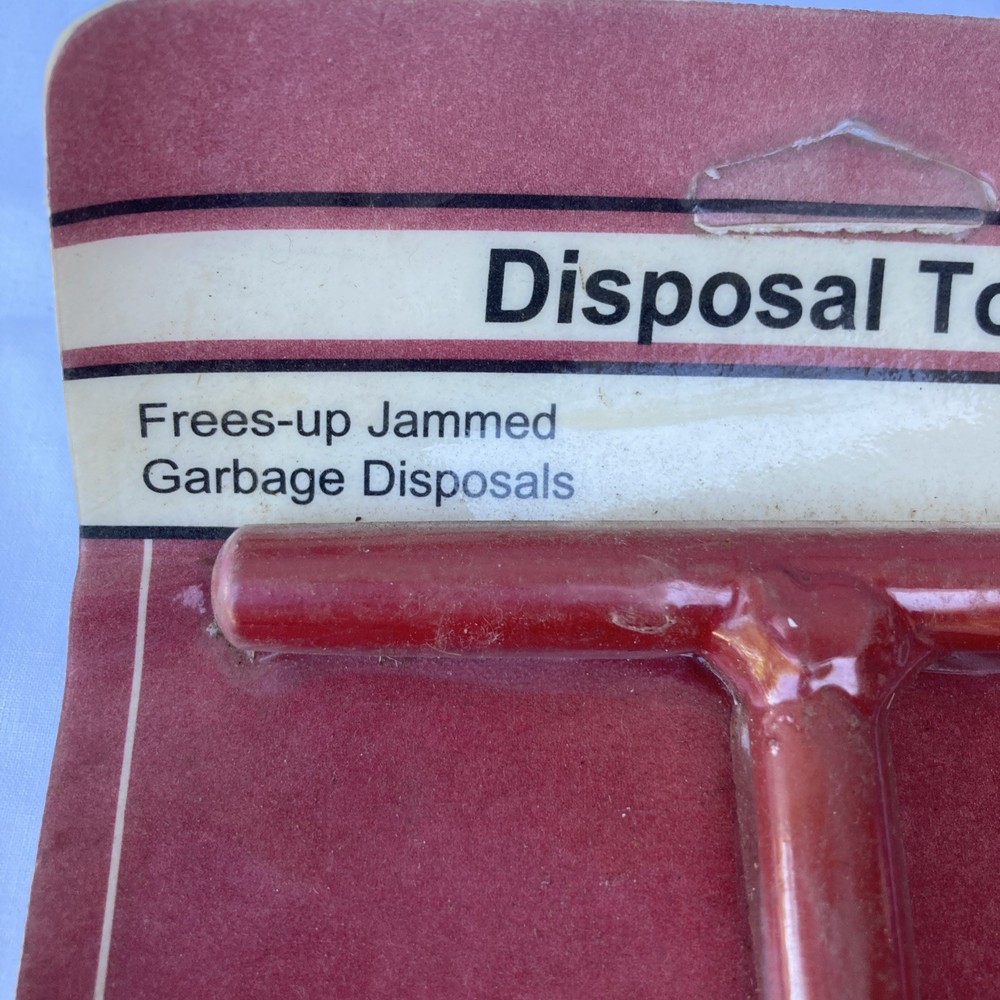 Disposal To
Frees-up Jammed
Garbage Disposals